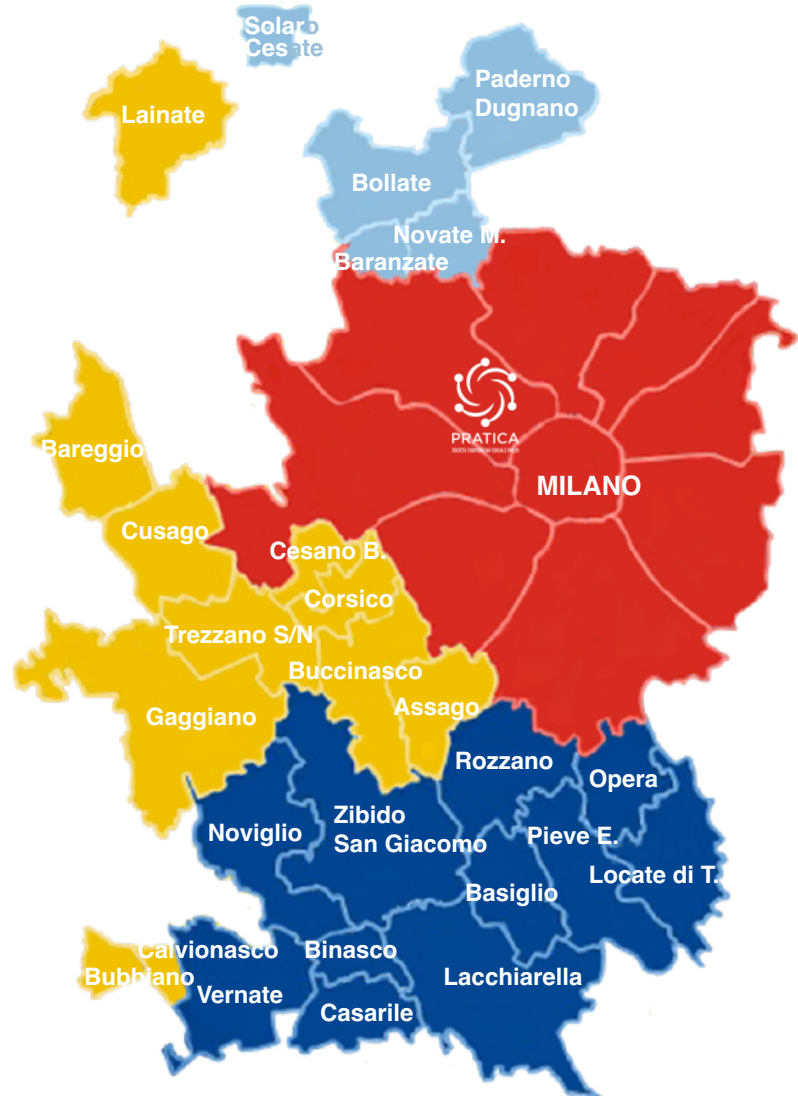 Solaro
Cesate
Paderno
Dugnano
Lainate
Bollate
Novate M.
Baranzate
PRATICA
Bareggio
MILANO
Cusago
Cesano B.
Corsico
Trezzano S/N
Buccinasco
Assago
Gaggiano
Rozzano
Opera
Zibido
San Giacomo
Noviglio
Pieve E.
Locate di T.
Basiglio
Calvionasco
Binasco
Bubbiano
Lacchiarella
Vernate
Casarile